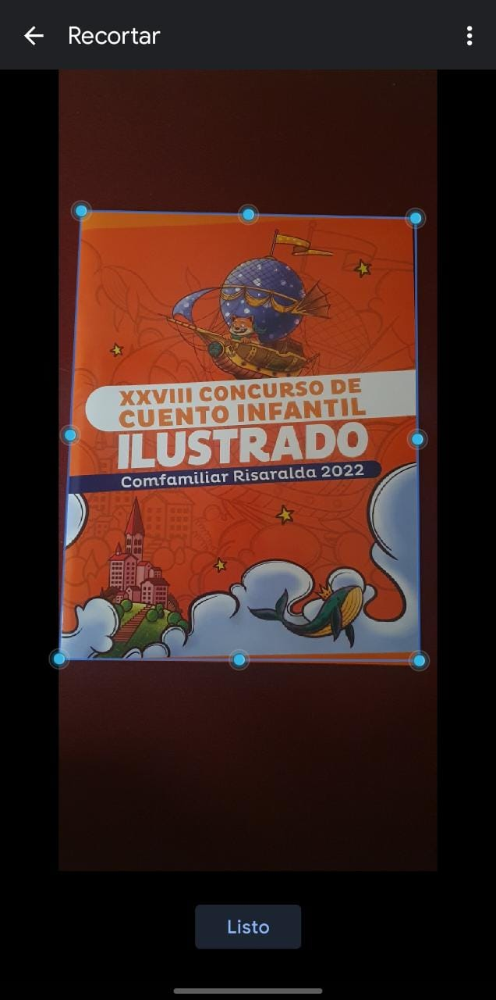 Recortar
XXVIII CONCURSO DE
CUENTO INFANTIL
ILUSTRADO
Comfamiliar Risaralda 2022
Listo